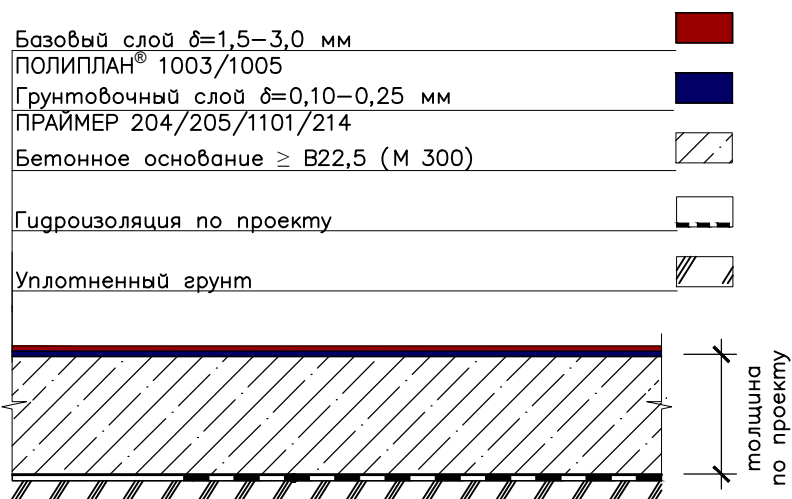 Базовый слой δ=1,5–3,0 мм
ПОЛИПЛАН® 1003/1005
Грунтовочный слой δ=0,10–0,25 мм
ПРАЙМЕР 204/205/1101/214
Бетонное основание ≥ В22,5 (М 300)
Гидроизоляция по проекту
Уплотненный грунт
толщина
по проекту